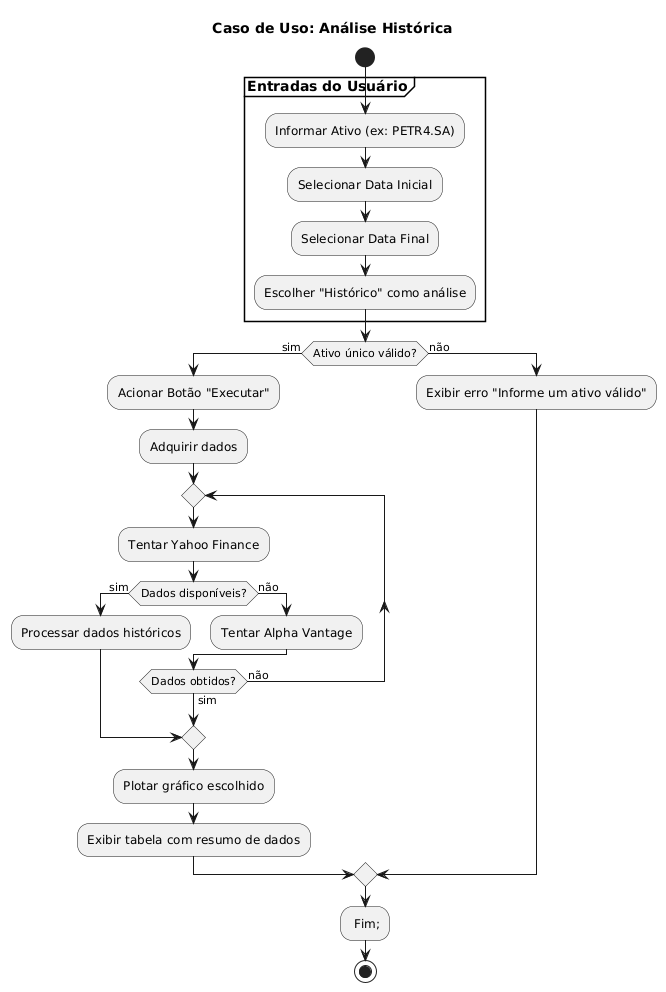 Caso de Uso: Análise Histórica
Entradas do Usuário
Informar Ativo (ex: PETR4.SA)
Selecionar Data Inicial
Selecionar Data Final
Escolher "Histórico" como análise
sim
Ativo único válido?
não
Acionar Botão "Executar"
Exibir erro "Informe um ativo válido"
Adquirir dados
Tentar Yahoo Finance
sim
Dados disponíveis?
não
Processar dados históricos
Tentar Alpha Vantage
Dados obtidos?
não
sim
Plotar gráfico escolhido
Exibir tabela com resumo de dados
Fim;